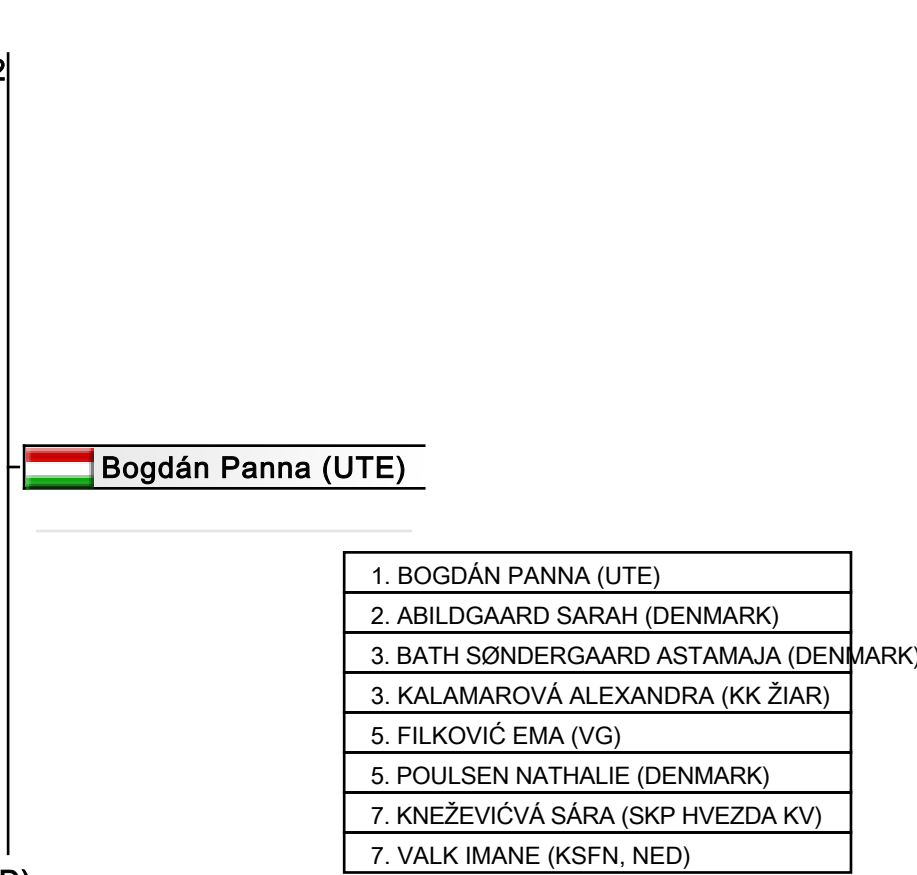 2
Bogdán Panna (UTE)
1. BOGDÁN PANNA (UTE)
2. ABILDGAARD SARAH (DENMARK)
3. BATH SØNDERGAARD ASTAMAJA (DENMARK)
3. KALAMAROVÁ ALEXANDRA (KK ŽIAR)
5. FILKOVIĆ EMA (VG)
5. POULSEN NATHALIE (DENMARK)
7. KNEŽEVIĆVÁ SÁRA (SKP HVEZDA KV)
7. VALK IMANE (KSFN, NED)